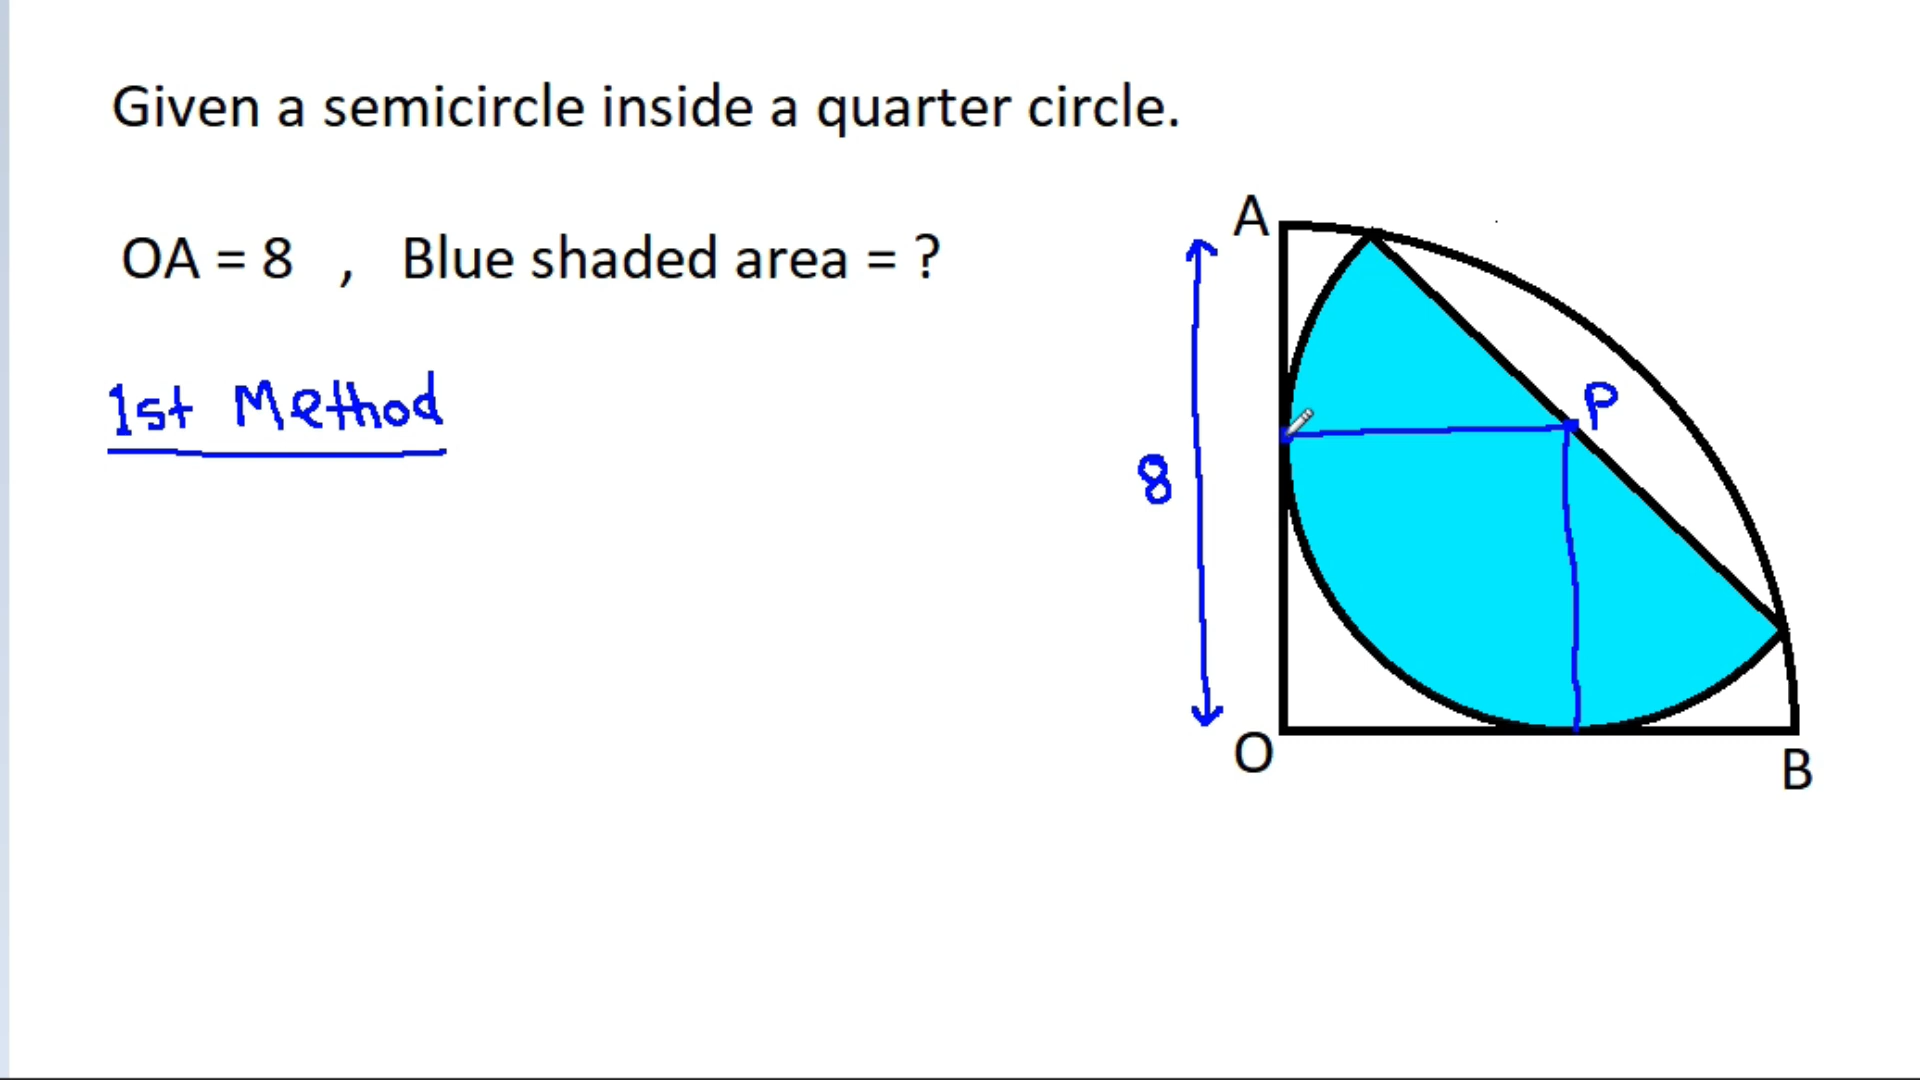 Given a semicircle inside a quarter circle.
OA = 8 , Blue shaded area = ?
1st Method
A
P
8
O
B